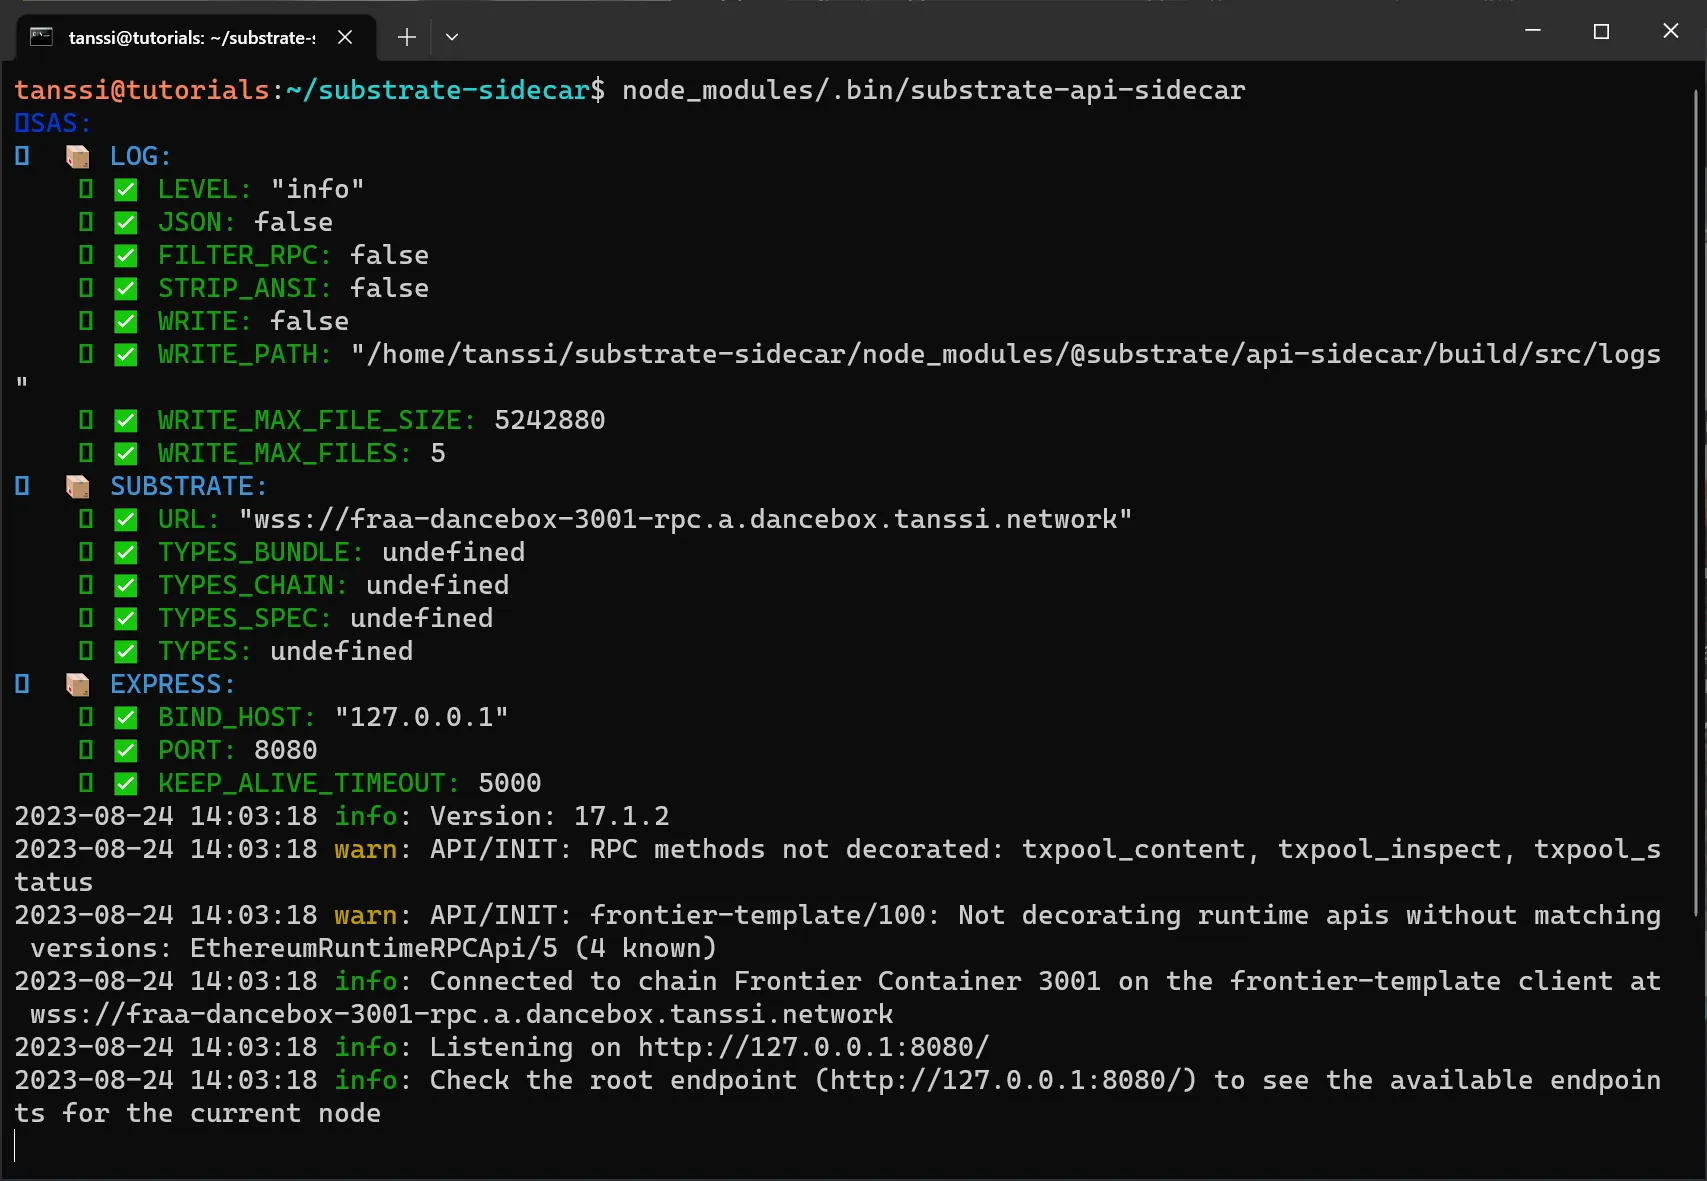 tanssi@tutorials: ~/substrate-s
tanssi@tutorials:~/substrate-sidecar$ node_modules/.bin/substrate-api-sidecar
SAS:
📦 LOG:
✅ LEVEL: "info"
✅ JSON: false
✅ FILTER_RPC: false
✅ STRIP_ANSI: false
✅ WRITE: false
✅ WRITE_PATH: "/home/tanssi/substrate-sidecar/node_modules/@substrate/api-sidecar/build/src/logs
"
✅ WRITE_MAX_FILE_SIZE: 5242880
✅ WRITE_MAX_FILES: 5
📦 SUBSTRATE:
✅ URL: "wss://fraa-dancebox-3001-rpc.a.dancebox.tanssi.network"
✅ TYPES_BUNDLE: undefined
✅ TYPES_CHAIN: undefined
✅ TYPES_SPEC: undefined
✅ TYPES: undefined
📦 EXPRESS:
✅ BIND_HOST: "127.0.0.1"
✅ PORT: 8080
✅ KEEP_ALIVE_TIMEOUT: 5000
2023-08-24 14:03:18 info: Version: 17.1.2
2023-08-24 14:03:18 warn: API/INIT: RPC methods not decorated: txpool_content, txpool_inspect, txpool_s
tatus
2023-08-24 14:03:18 warn: API/INIT: frontier-template/100: Not decorating runtime apis without matching
versions: EthereumRuntimeRPCApi/5 (4 known)
2023-08-24 14:03:18 info: Connected to chain Frontier Container 3001 on the frontier-template client at
wss://fraa-dancebox-3001-rpc.a.dancebox.tanssi.network
2023-08-24 14:03:18 info: Listening on http://127.0.0.1:8080/
2023-08-24 14:03:18 info: Check the root endpoint (http://127.0.0.1:8080/) to see the available endpoin
ts for the current node